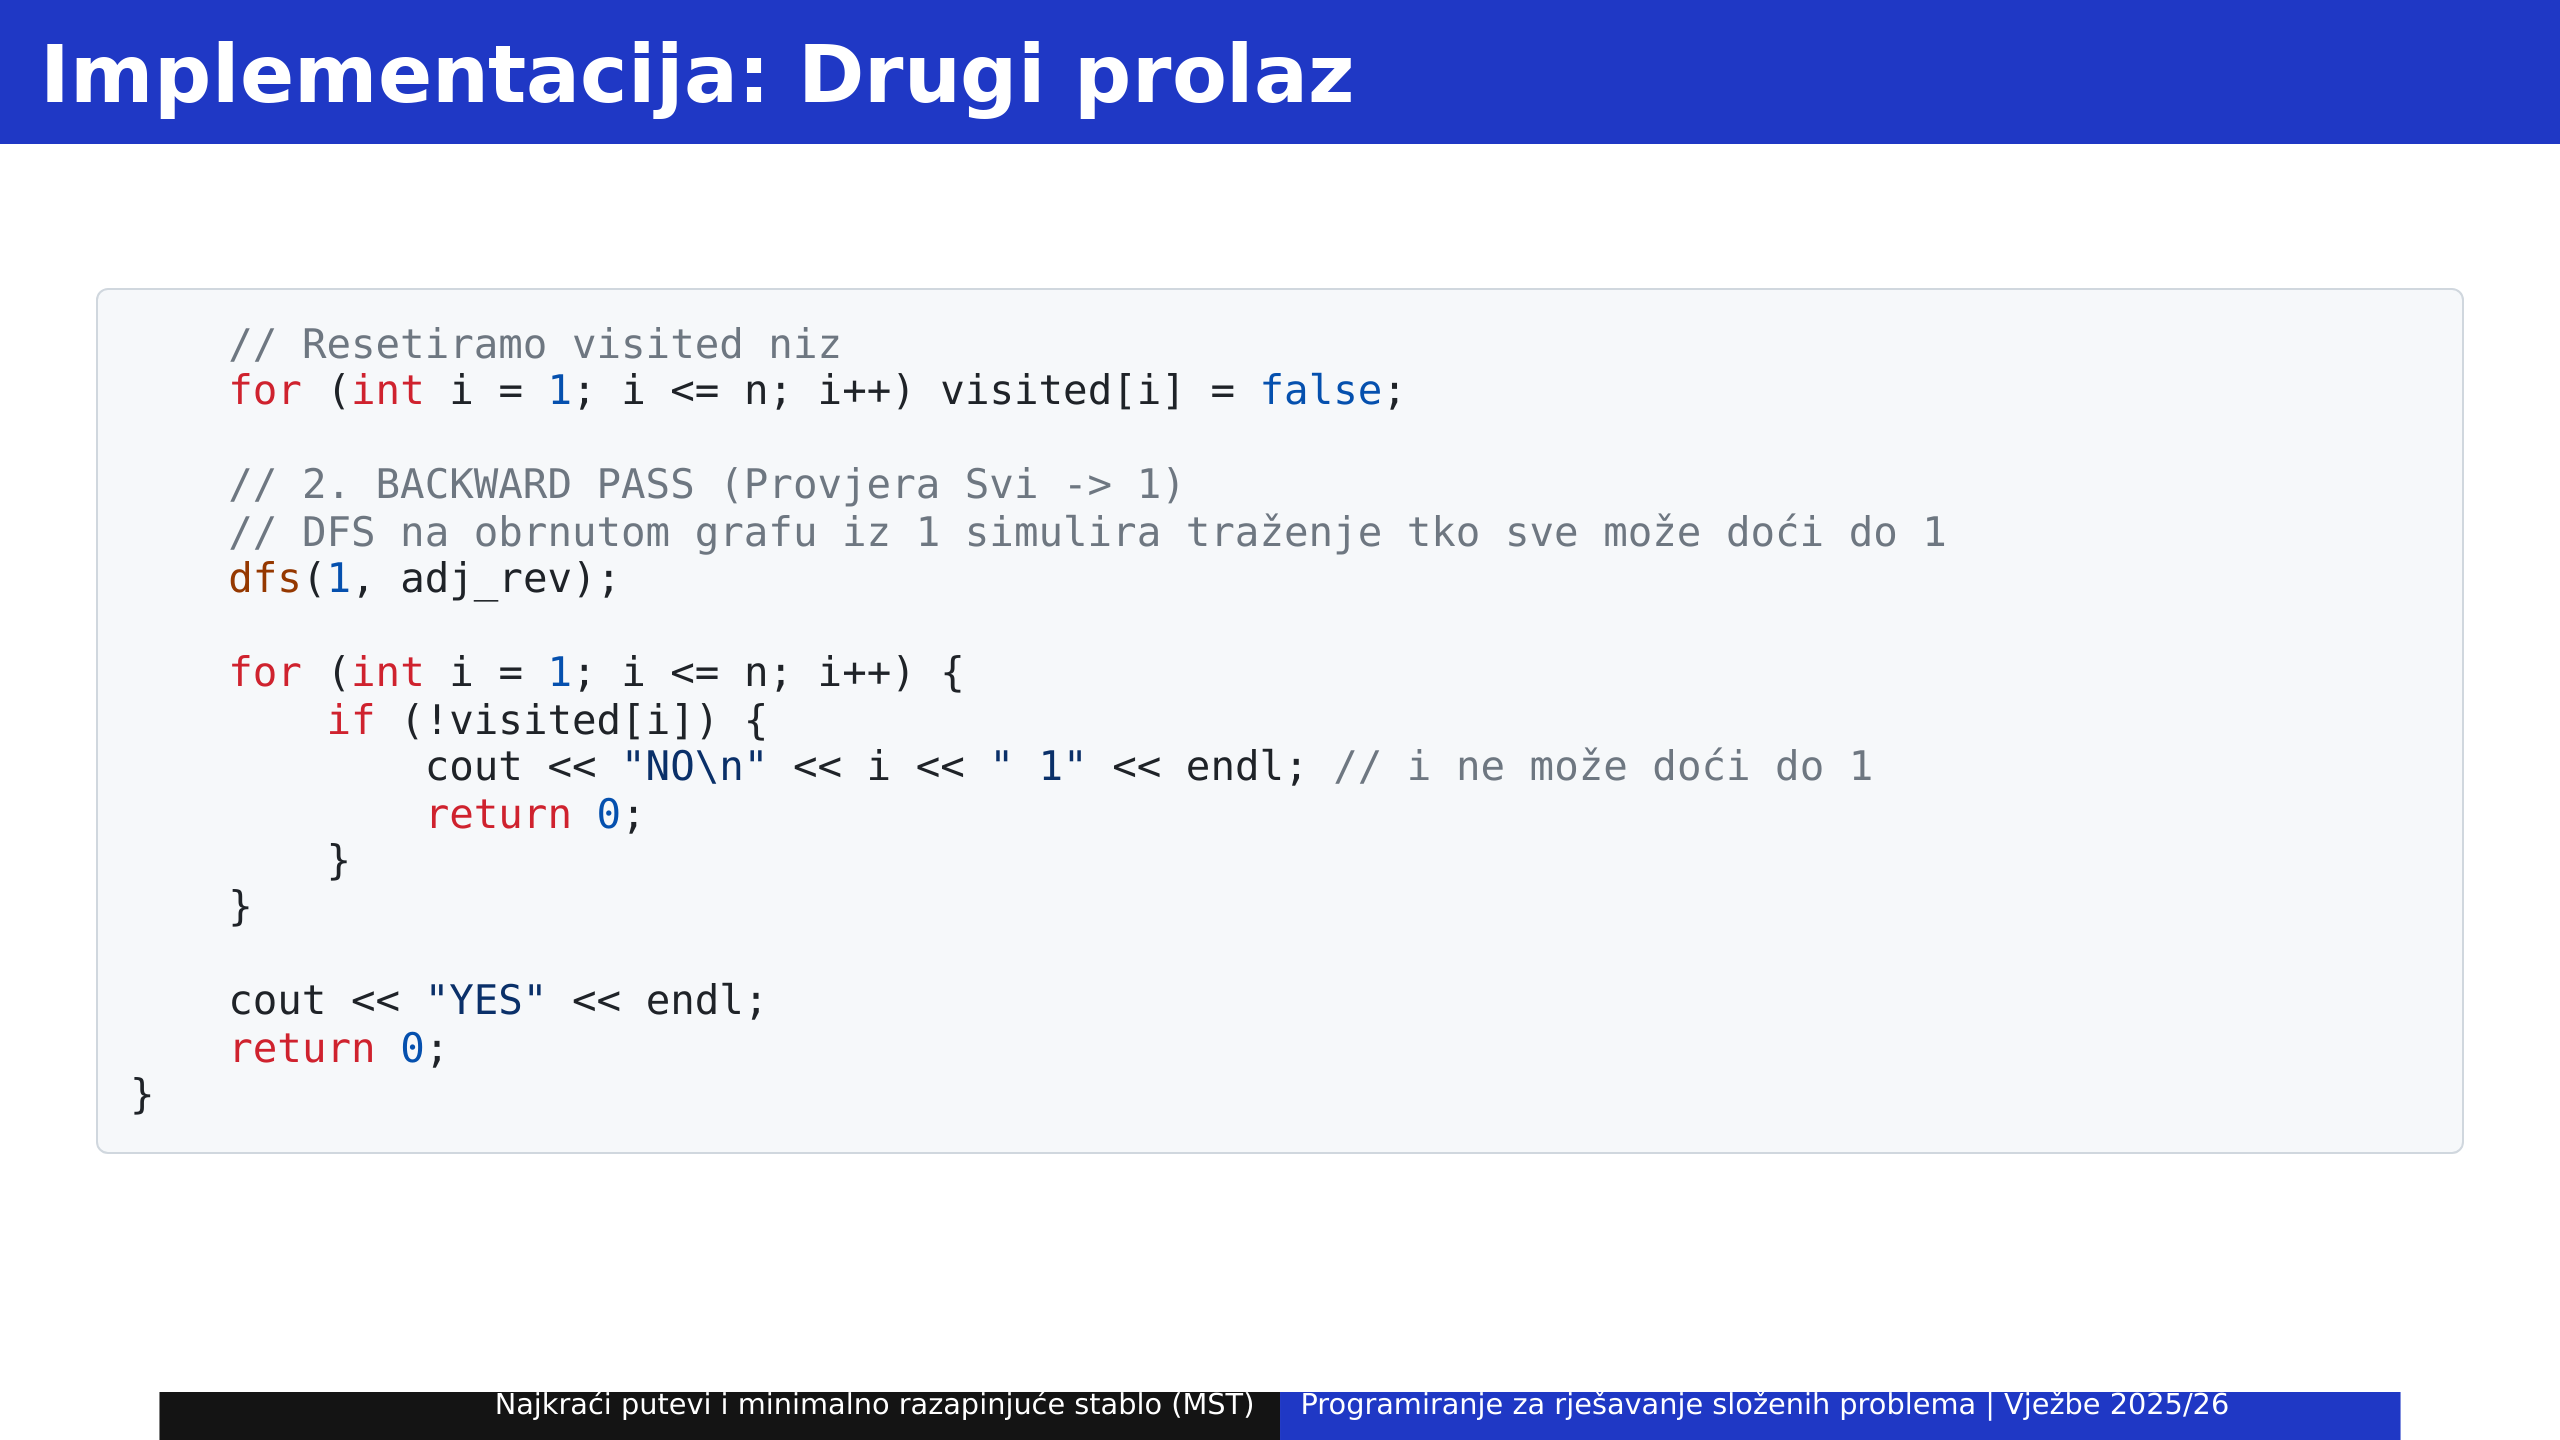 Implementacija: Drugi prolaz
// Resetiramo visited niz
for (int i = 1; i <= n; i++) visited[i] = false;
// 2. BACKWARD PASS (Provjera Svi -> 1)
// DFS na obrnutom grafu iz 1 simulira traženje tko sve može doći do 1
dfs(1, adj_rev);
for (int i = 1; i <= n; i++) {
if (!visited[i]) {
cout << "NO\n" << i << " 1" << endl; // i ne može doći do 1
return 0;
}
}
cout << "YES" << endl;
return 0;
}
Najkraći putevi i minimalno razapinjuće stablo (MST)
Programiranje za rješavanje složenih problema | Vježbe 2025/26